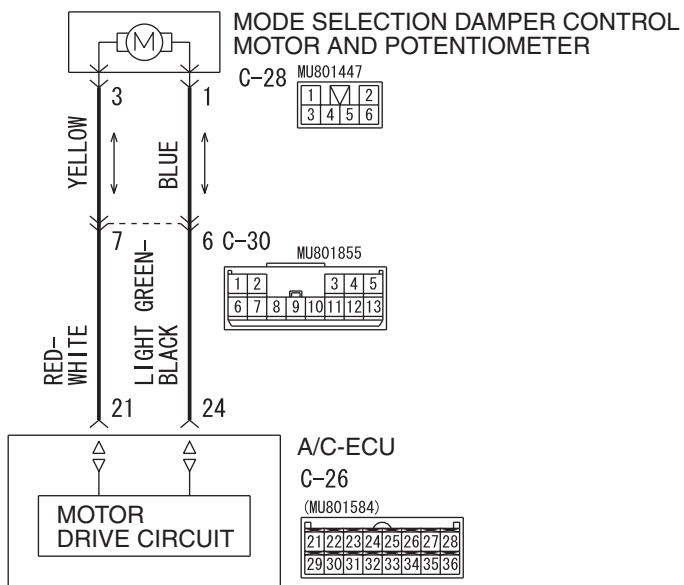 MODE SELECTION DAMPER CONTROL
MOTOR AND POTENTIOMETER
M
C-28 MU801447
1 2
3 4 5 6
3 1
YELLOW
BLUE
7 6 C-30
MU801855
1 2 3 4 5
6 7 8 9 10 11 12 13
RED-
WHITE
LIGHT GREEN-
BLACK
21 24
A/C-ECU
C-26
(MU801584)
21 22 23 24 25 26 27 28
29 30 31 32 33 34 35 36
MOTOR
DRIVE CIRCUIT